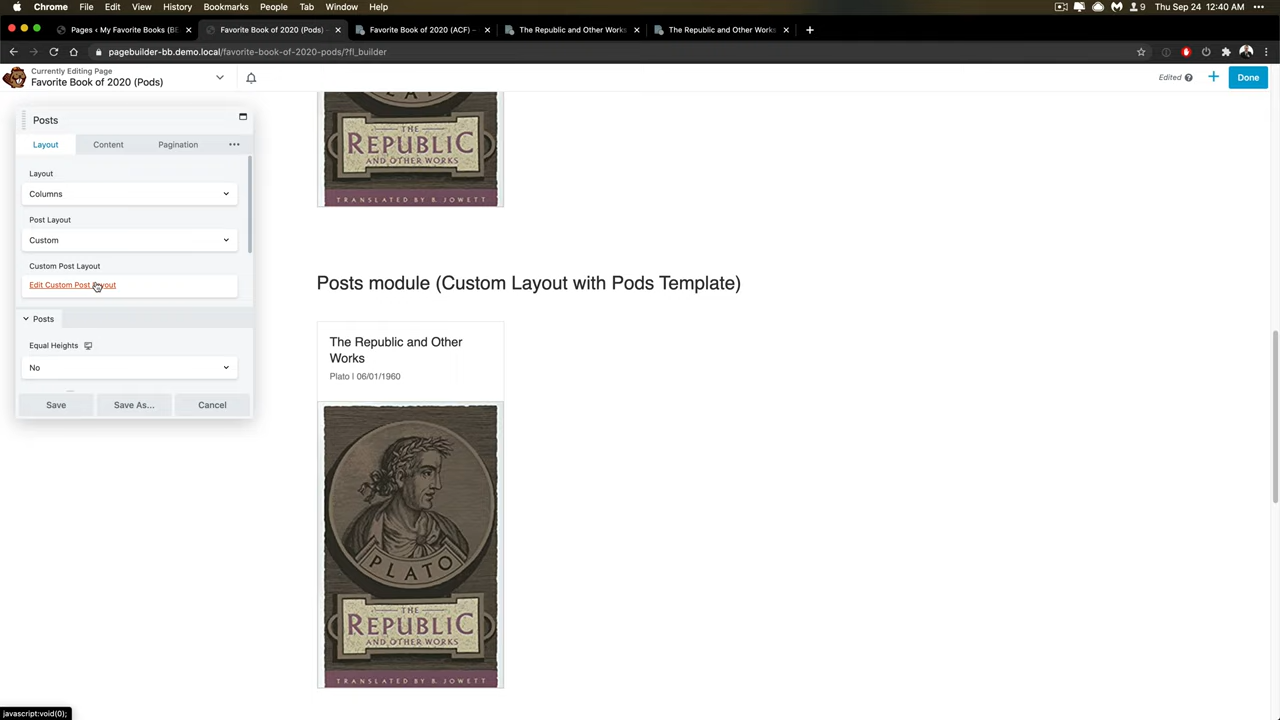 Chrome File Edit View History Bookmarks People Tab Window Help
9 Thu Sep 24 12:40 AM
Pages ‹ My Favorite Books (BE
Favorite Book of 2020 (Pods) –
Favorite Book of 2020 (ACF) –
The Republic and Other Works
The Republic and Other Works
pagebuilder-bb.demo.local/favorite-book-of-2020-pods/?fl_builder
Currently Editing Page
Favorite Book of 2020 (Pods)
Edited
Done
Posts
Layout Content Pagination
Layout
Columns
Post Layout
Custom
Custom Post Layout
Edit Custom Post Layout
Posts
Equal Heights
No
Save Save As... Cancel
THE
REPUBLIC
AND OTHER WORKS
TRANSLATED BY B. JOWETT
Posts module (Custom Layout with Pods Template)
The Republic and Other
Works
Plato | 06/01/1960
PLATO
THE
REPUBLIC
AND OTHER WORKS
TRANSLATED BY B. JOWETT
javascript:void(0);